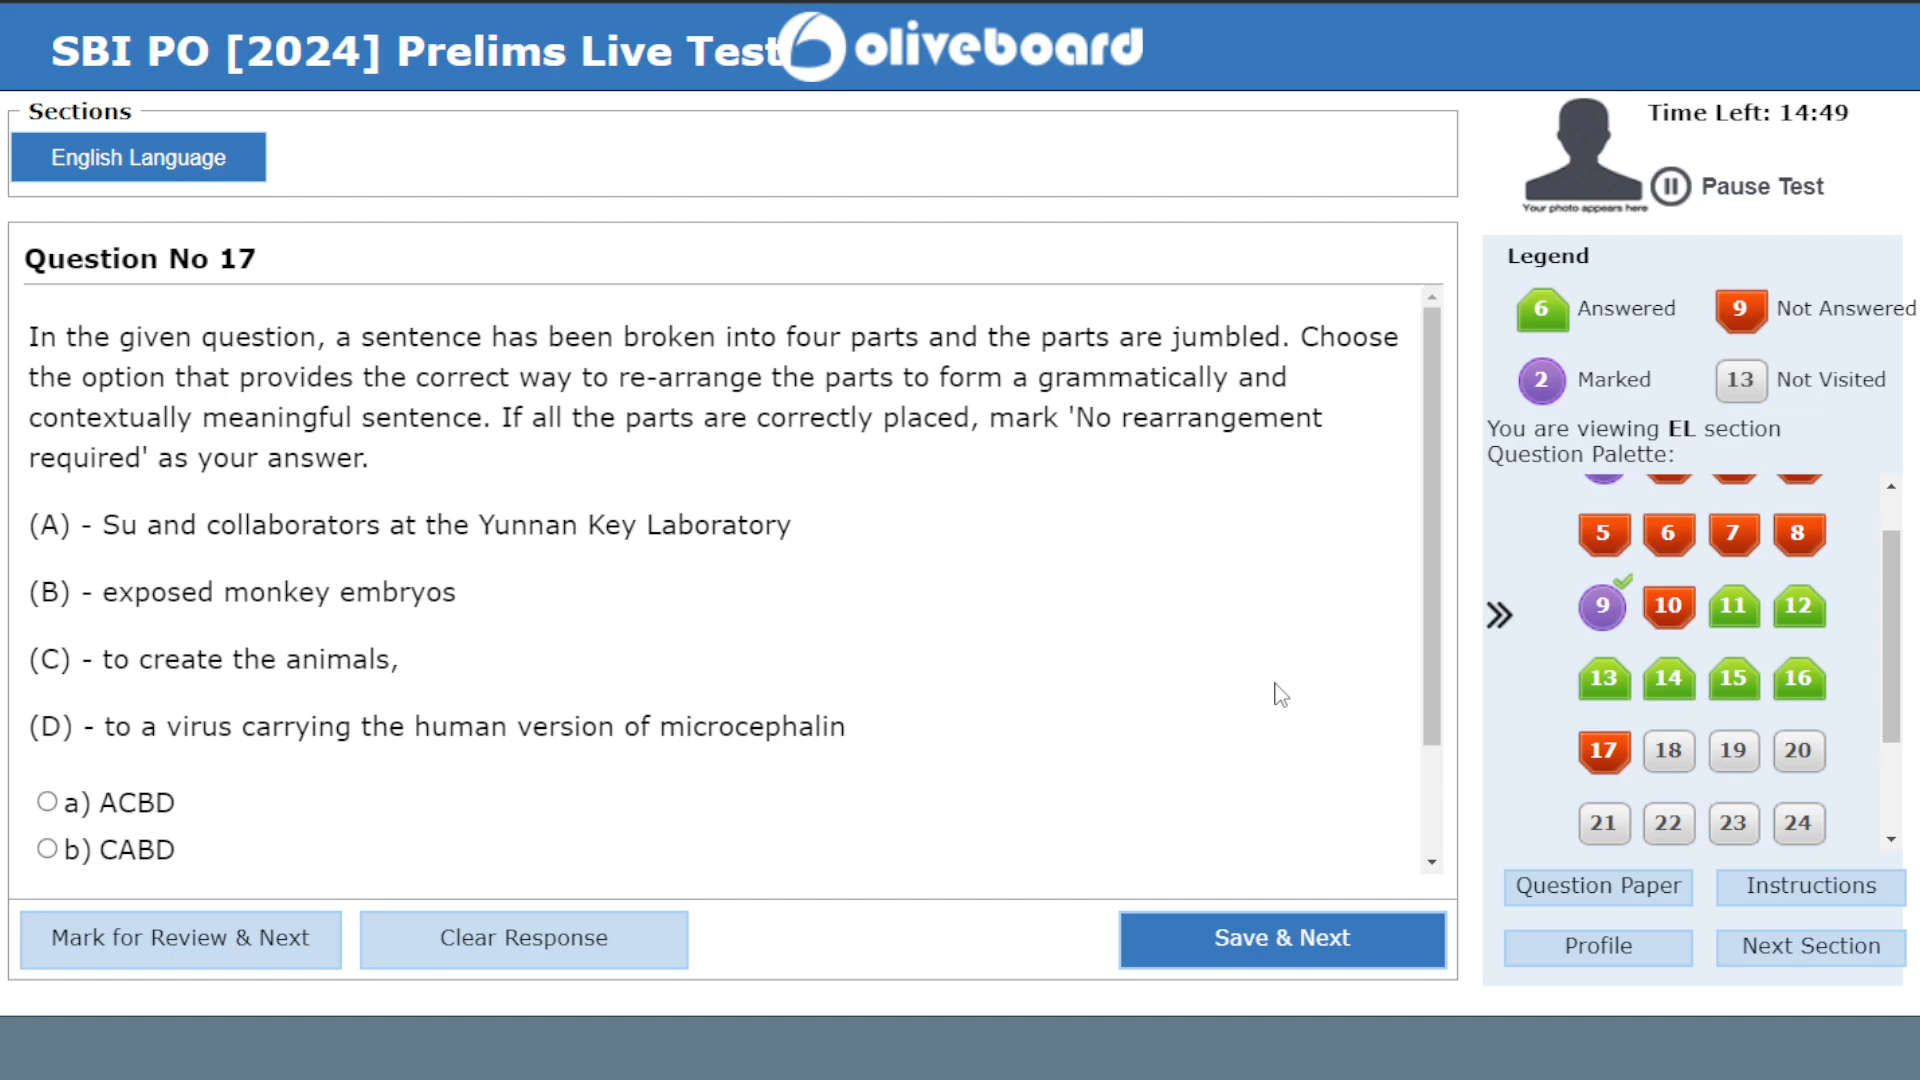 SBI PO [2024] Prelims Live Test oliveboard
Sections
English Language
Time Left: 14:49
Your photo appears here
Pause Test
Question No 17
In the given question, a sentence has been broken into four parts and the parts are jumbled. Choose
the option that provides the correct way to re-arrange the parts to form a grammatically and
contextually meaningful sentence. If all the parts are correctly placed, mark 'No rearrangement
required' as your answer.
(A) - Su and collaborators at the Yunnan Key Laboratory
(B) - exposed monkey embryos
(C) - to create the animals,
(D) - to a virus carrying the human version of microcephalin
a) ACBD
b) CABD
Mark for Review & Next
Clear Response
Save & Next
Legend
6 Answered 9 Not Answered
2 Marked 13 Not Visited
You are viewing EL section
Question Palette:
5 6 7 8
9 10 11 12
13 14 15 16
17 18 19 20
21 22 23 24
Question Paper Instructions
Profile Next Section